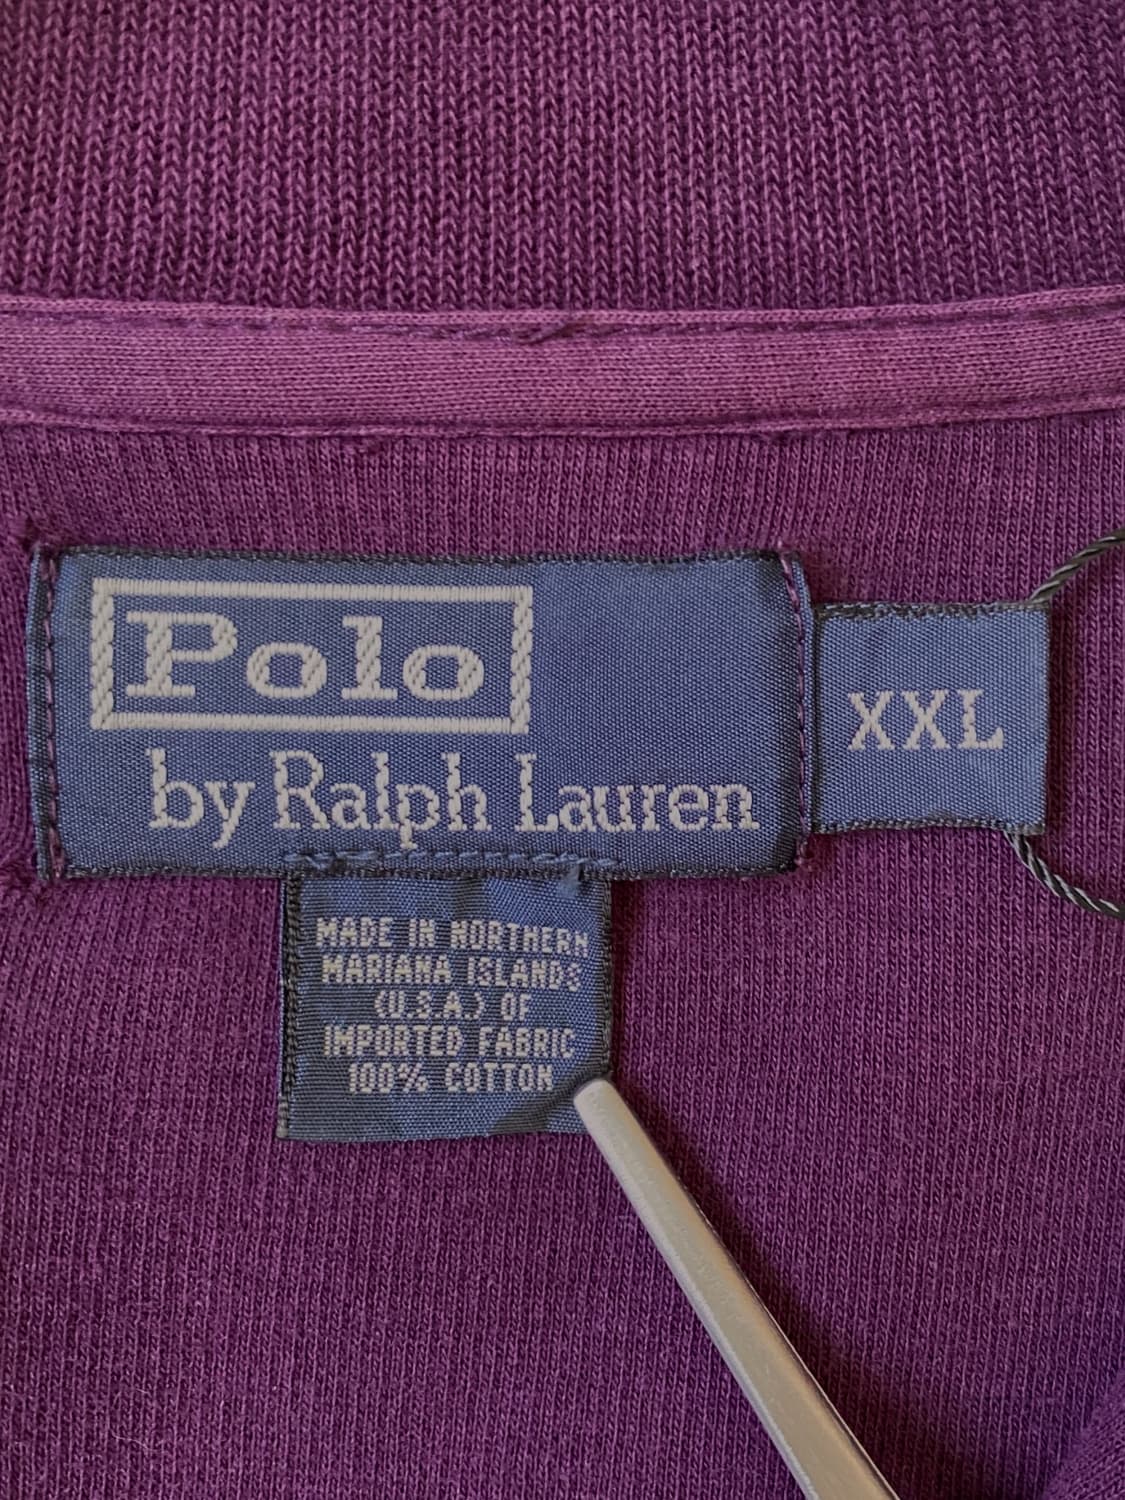 Polo
by Ralph Lauren
XXL
MADE IN NORTHERN
MARIANA ISLANDS
(U.S.A.) OF
IMPORTED FABRIC
100% COTTON